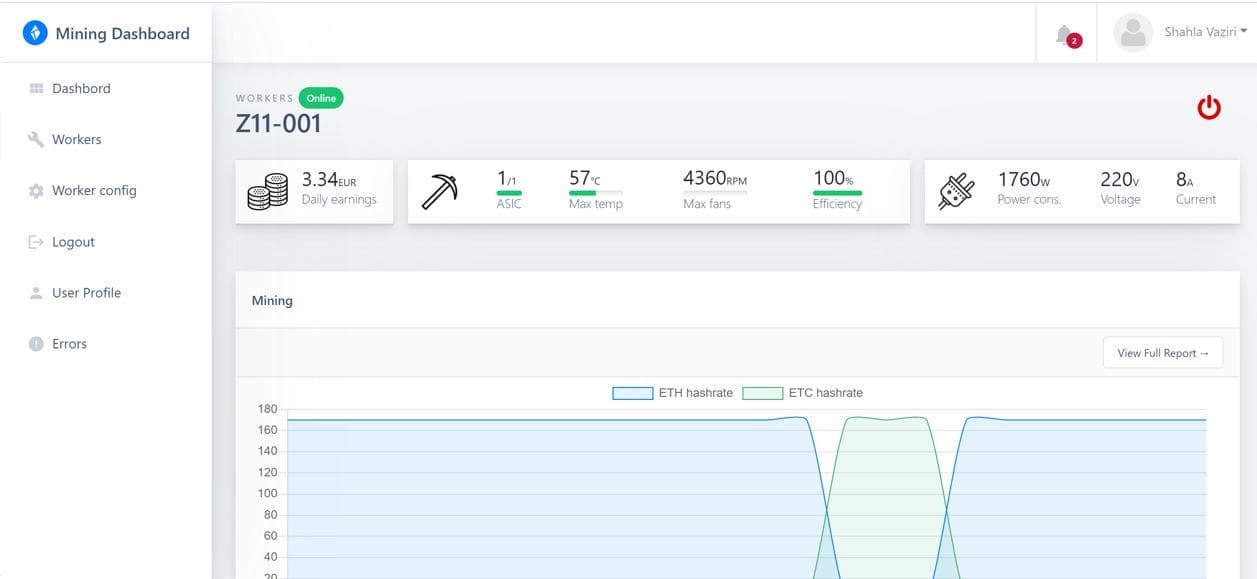 Mining Dashboard
2
Shahla Vaziri
Dashbord
Workers
Worker config
Logout
User Profile
Errors
WORKERS Online
Z11-001
3.34EUR
Daily earnings
1/1
ASIC
57°C
Max temp
4360RPM
Max fans
100%
Efficiency
1760W
Power cons.
220V
Voltage
8A
Current
Mining
View Full Report →
ETH hashrate ETC hashrate
180
160
140
120
100
80
60
40
20